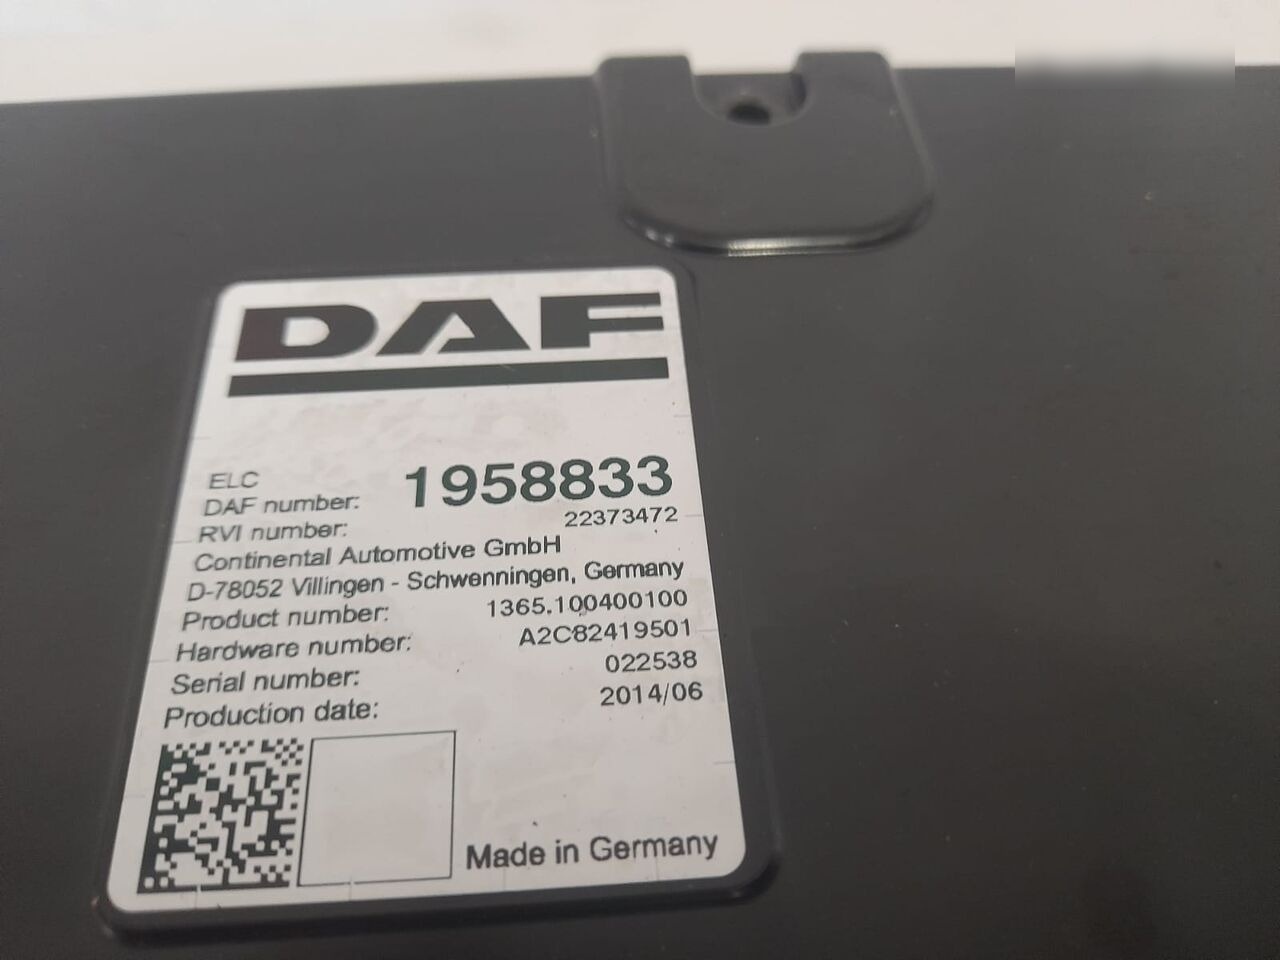 DAF
ELC
DAF number: 1958833
RVI number: 22373472
Continental Automotive GmbH
D-78052 Villingen - Schwenningen, Germany
Product number: 1365.100400100
Hardware number: A2C82419501
Serial number: 022538
Production date: 2014/06
Made in Germany